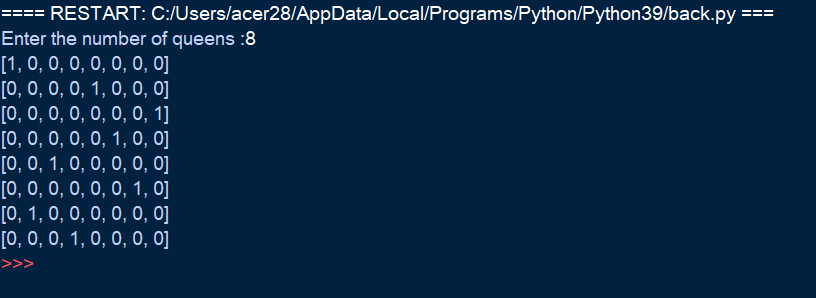 ==== RESTART: C:/Users/acer28/AppData/Local/Programs/Python/Python39/back.py ===
Enter the number of queens :8
[1, 0, 0, 0, 0, 0, 0, 0]
[0, 0, 0, 0, 1, 0, 0, 0]
[0, 0, 0, 0, 0, 0, 0, 1]
[0, 0, 0, 0, 0, 1, 0, 0]
[0, 0, 1, 0, 0, 0, 0, 0]
[0, 0, 0, 0, 0, 0, 1, 0]
[0, 1, 0, 0, 0, 0, 0, 0]
[0, 0, 0, 1, 0, 0, 0, 0]
>>>